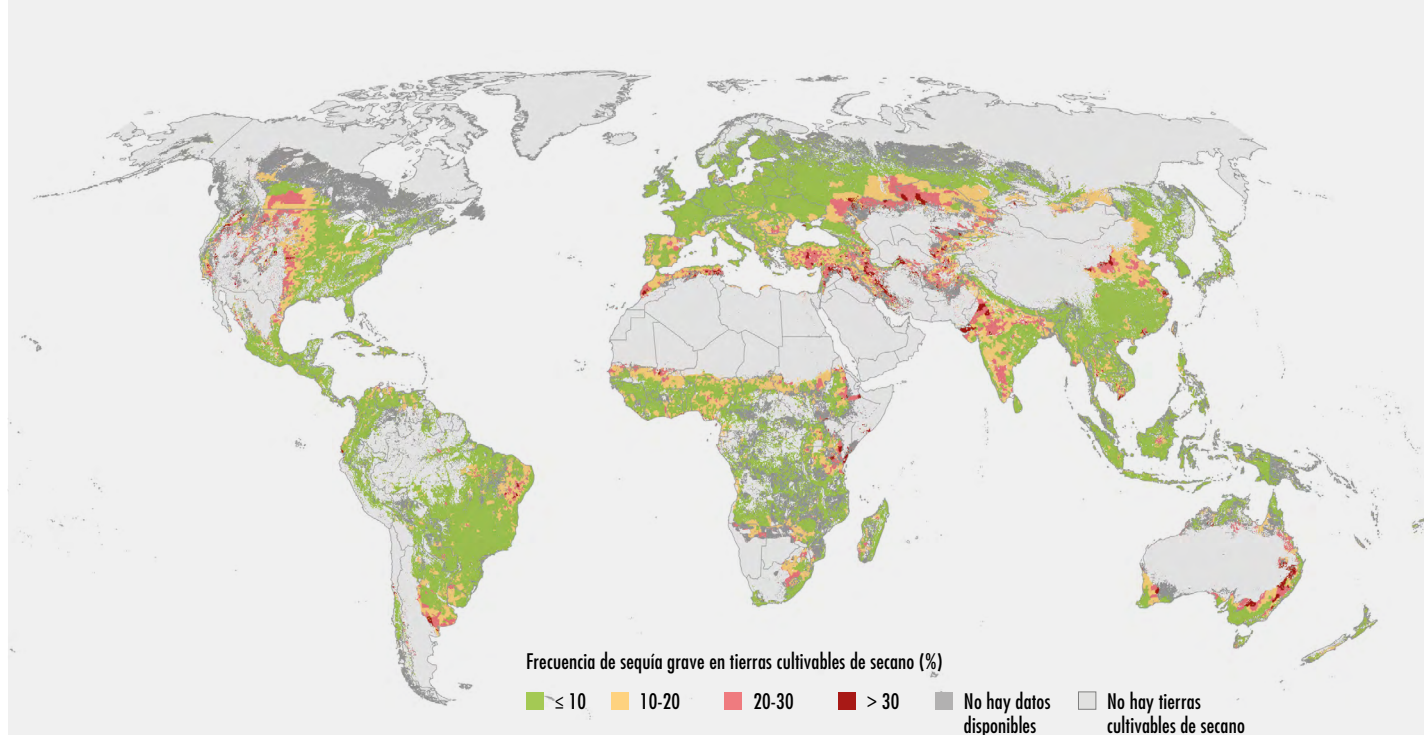 Frecuencia de sequía grave en tierras cultivables de secano (%)
≤ 10
10-20
20-30
> 30
No hay datos
disponibles
No hay tierras
cultivables de secano